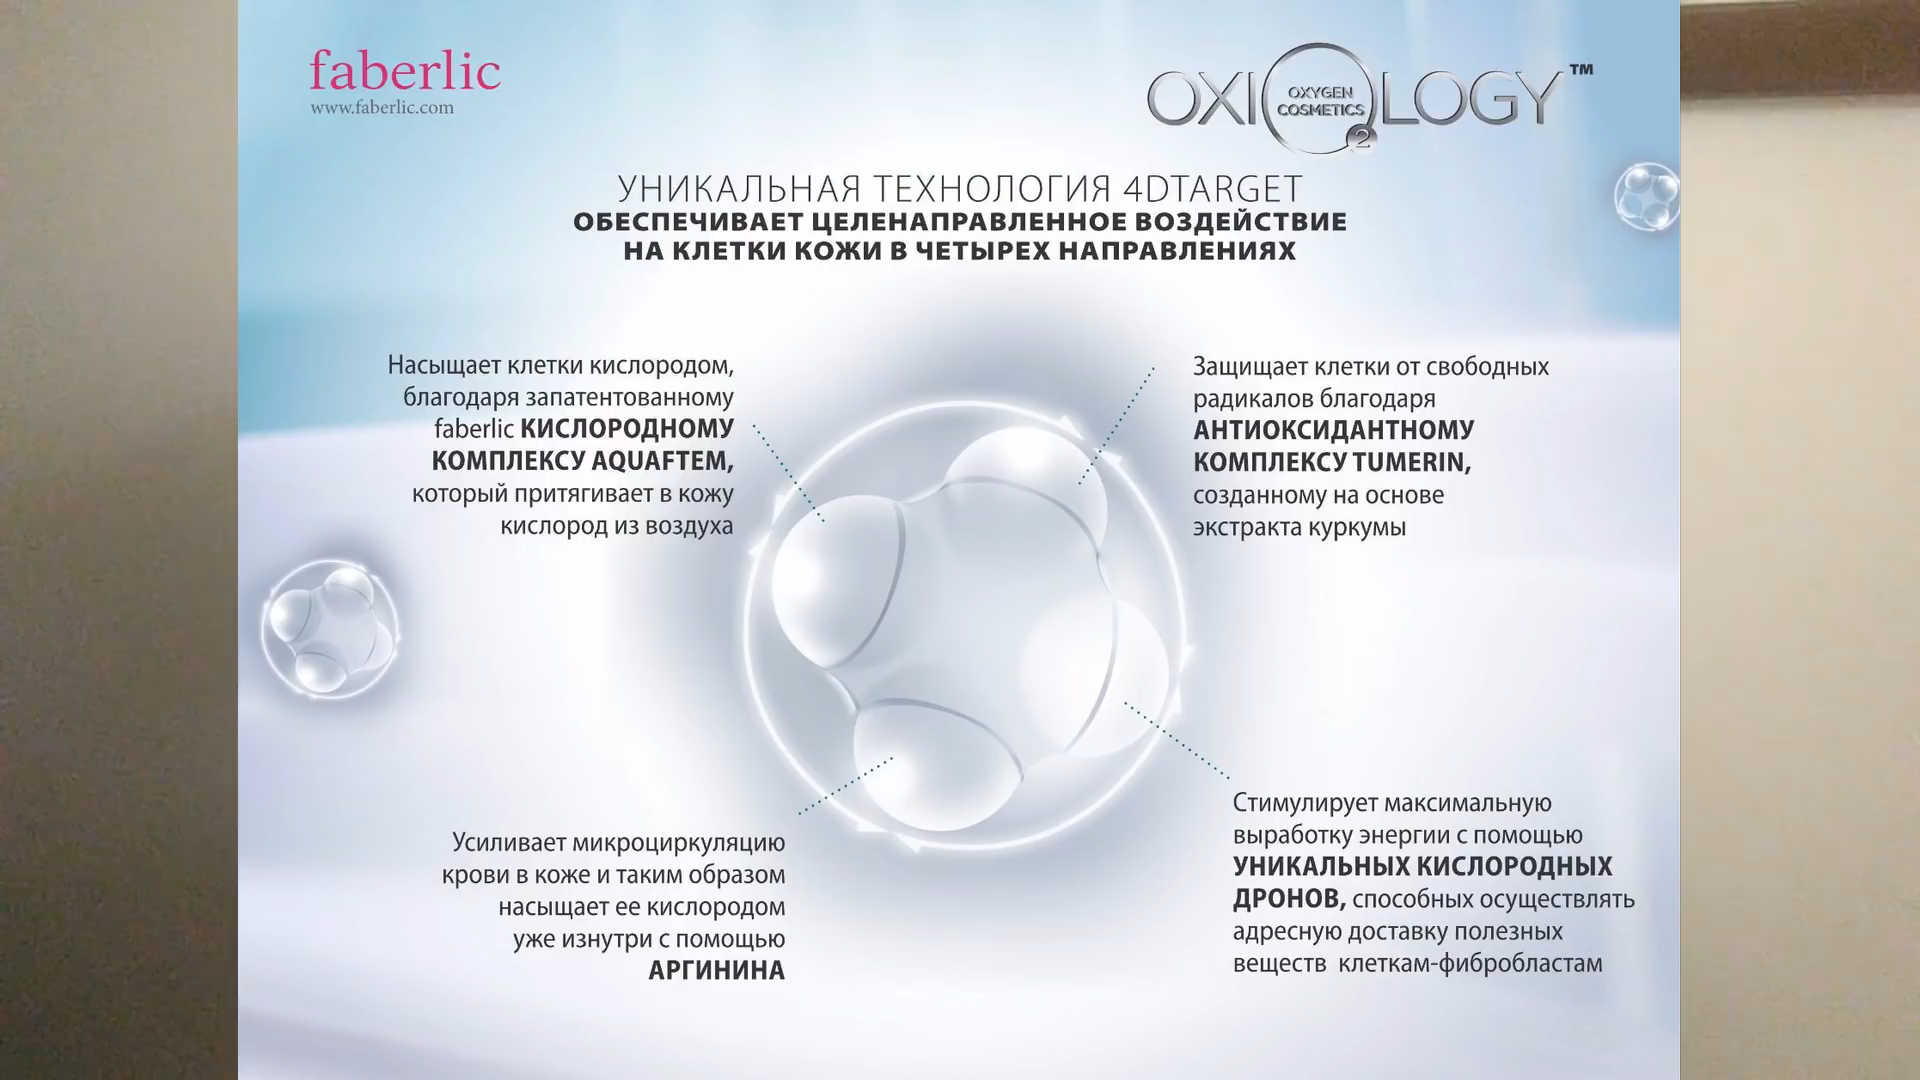 faberlic
www.faberlic.com
OXIOLOGY™
OXYGEN
COSMETICS
2
УНИКАЛЬНАЯ ТЕХНОЛОГИЯ 4DTARGET
ОБЕСПЕЧИВАЕТ ЦЕЛЕНАПРАВЛЕННОЕ ВОЗДЕЙСТВИЕ
НА КЛЕТКИ КОЖИ В ЧЕТЫРЕХ НАПРАВЛЕНИЯХ
Насыщает клетки кислородом,
благодаря запатентованному
faberlic КИСЛОРОДНОМУ
КОМПЛЕКСУ AQUAFTEM,
который притягивает в кожу
кислород из воздуха
Защищает клетки от свободных
радикалов благодаря
АНТИОКСИДАНТНОМУ
КОМПЛЕКСУ TUMERIN,
созданному на основе
экстракта куркумы
Усиливает микроциркуляцию
крови в коже и таким образом
насыщает ее кислородом
уже изнутри с помощью
АРГИНИНА
Стимулирует максимальную
выработку энергии с помощью
УНИКАЛЬНЫХ КИСЛОРОДНЫХ
ДРОНОВ, способных осуществлять
адресную доставку полезных
веществ клеткам-фибробластам